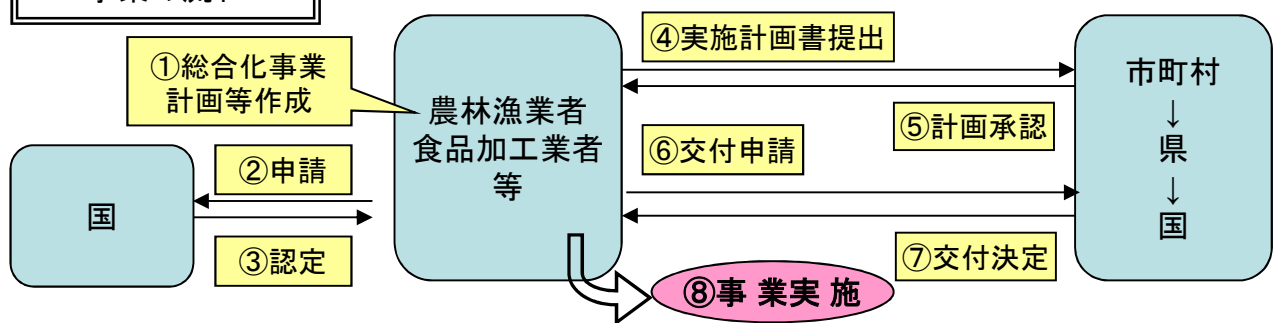 ①総合化事業
計画等作成
④実施計画書提出
市町村
↓
県
↓
国
農林漁業者
食品加工業者
等
⑤計画承認
⑥交付申請
②申請
国
③認定
⑦交付決定
⑧事 業実 施